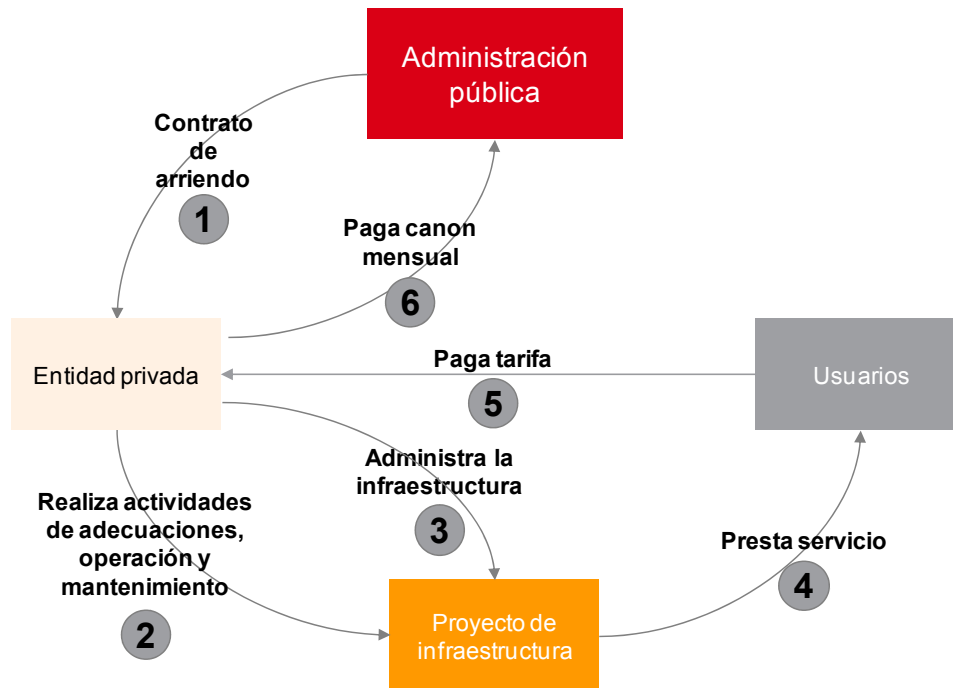 Administración
pública
Contrato
de
arriendo
1
Paga canon
mensual
6
Entidad privada
Paga tarifa
5
Usuarios
Administra la
infraestructura
3
Realiza actividades
de adecuaciones,
operación y
mantenimiento
2
Presta servicio
4
Proyecto de
infraestructura